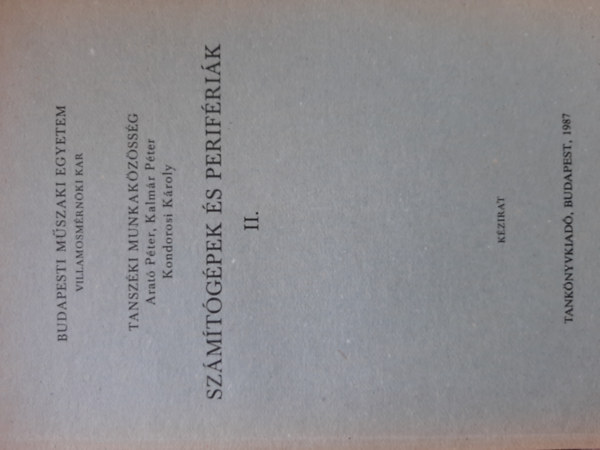 BUDAPESTI MŰSZAKI EGYETEM
VILLAMOSMÉRNÖKI KAR
TANSZÉKI MUNKAKÖZÖSSÉG
Arató Péter, Kalmár Péter
Kondorosi Károly
SZÁMÍTÓGÉPEK ÉS PERIFÉRIÁK
II.
KÉZIRAT
TANKÖNYVKIADÓ, BUDAPEST, 1987